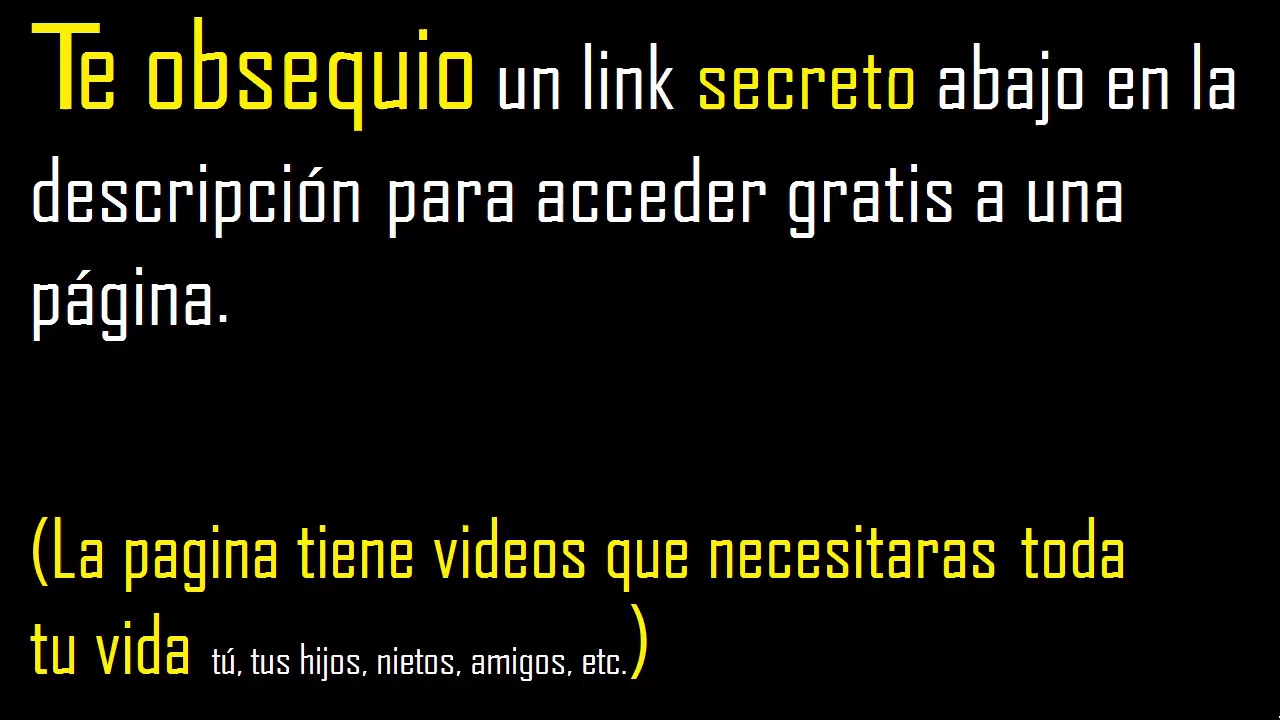 Te obsequio un link secreto abajo en la
descripción para acceder gratis a una
página.
(La pagina tiene videos que necesitaras toda
tu vida tú, tus hijos, nietos, amigos, etc.)